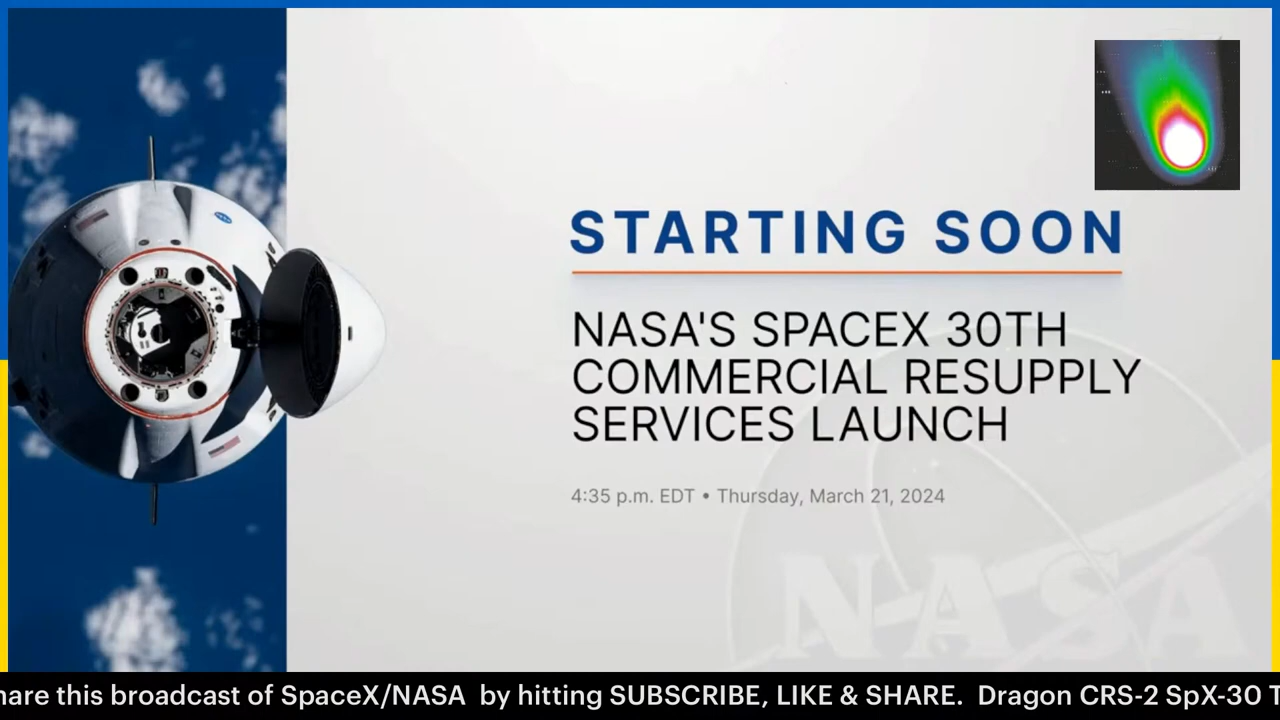 STARTING SOON
NASA'S SPACEX 30TH
COMMERCIAL RESUPPLY
SERVICES LAUNCH
4:35 p.m. EDT • Thursday, March 21, 2024
NASA
hare this broadcast of SpaceX/NASA by hitting SUBSCRIBE, LIKE & SHARE. Dragon CRS-2 SpX-30 T